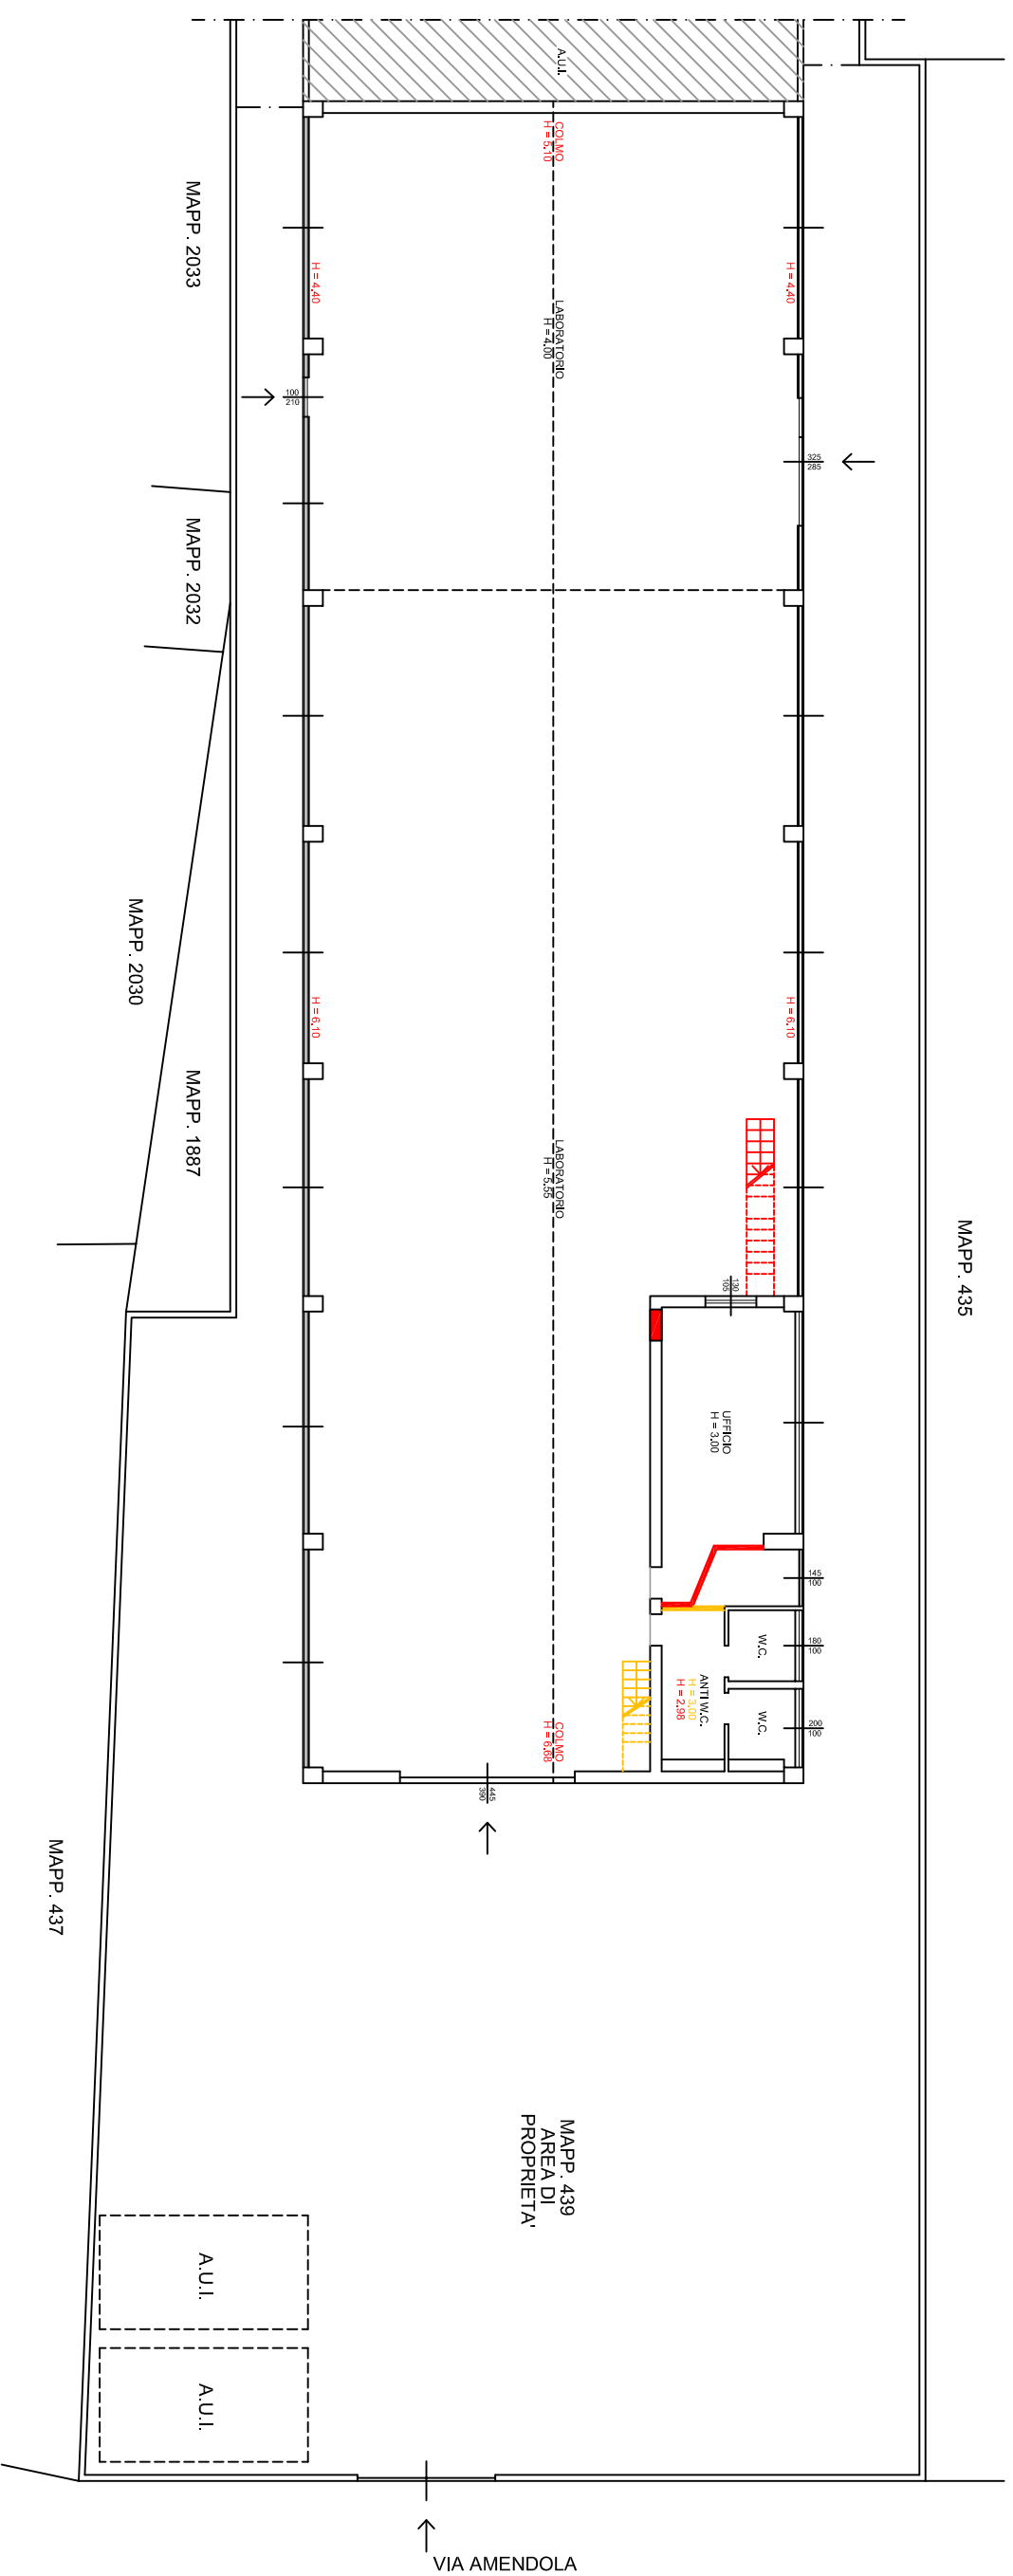 A.U.I.
COLMO
H = 5.10
MAPP. 2033
H = 4.40
H = 4.40
LABORATORIO
H = 4.00
100
210
325
285
MAPP. 2032
MAPP. 2030
H = 6.10
H = 6.10
MAPP. 1887
LABORATORIO
H = 5.55
MAPP. 435
130
105
UFFICIO
H = 3.00
145
100
W.C.
180
100
ANTI W.C.
H = 3.00
H = 2.98
W.C.
200
100
COLMO
H = 6.68
445
390
MAPP. 437
MAPP. 439
AREA DI
PROPRIETA'
A.U.I.
A.U.I.
VIA AMENDOLA